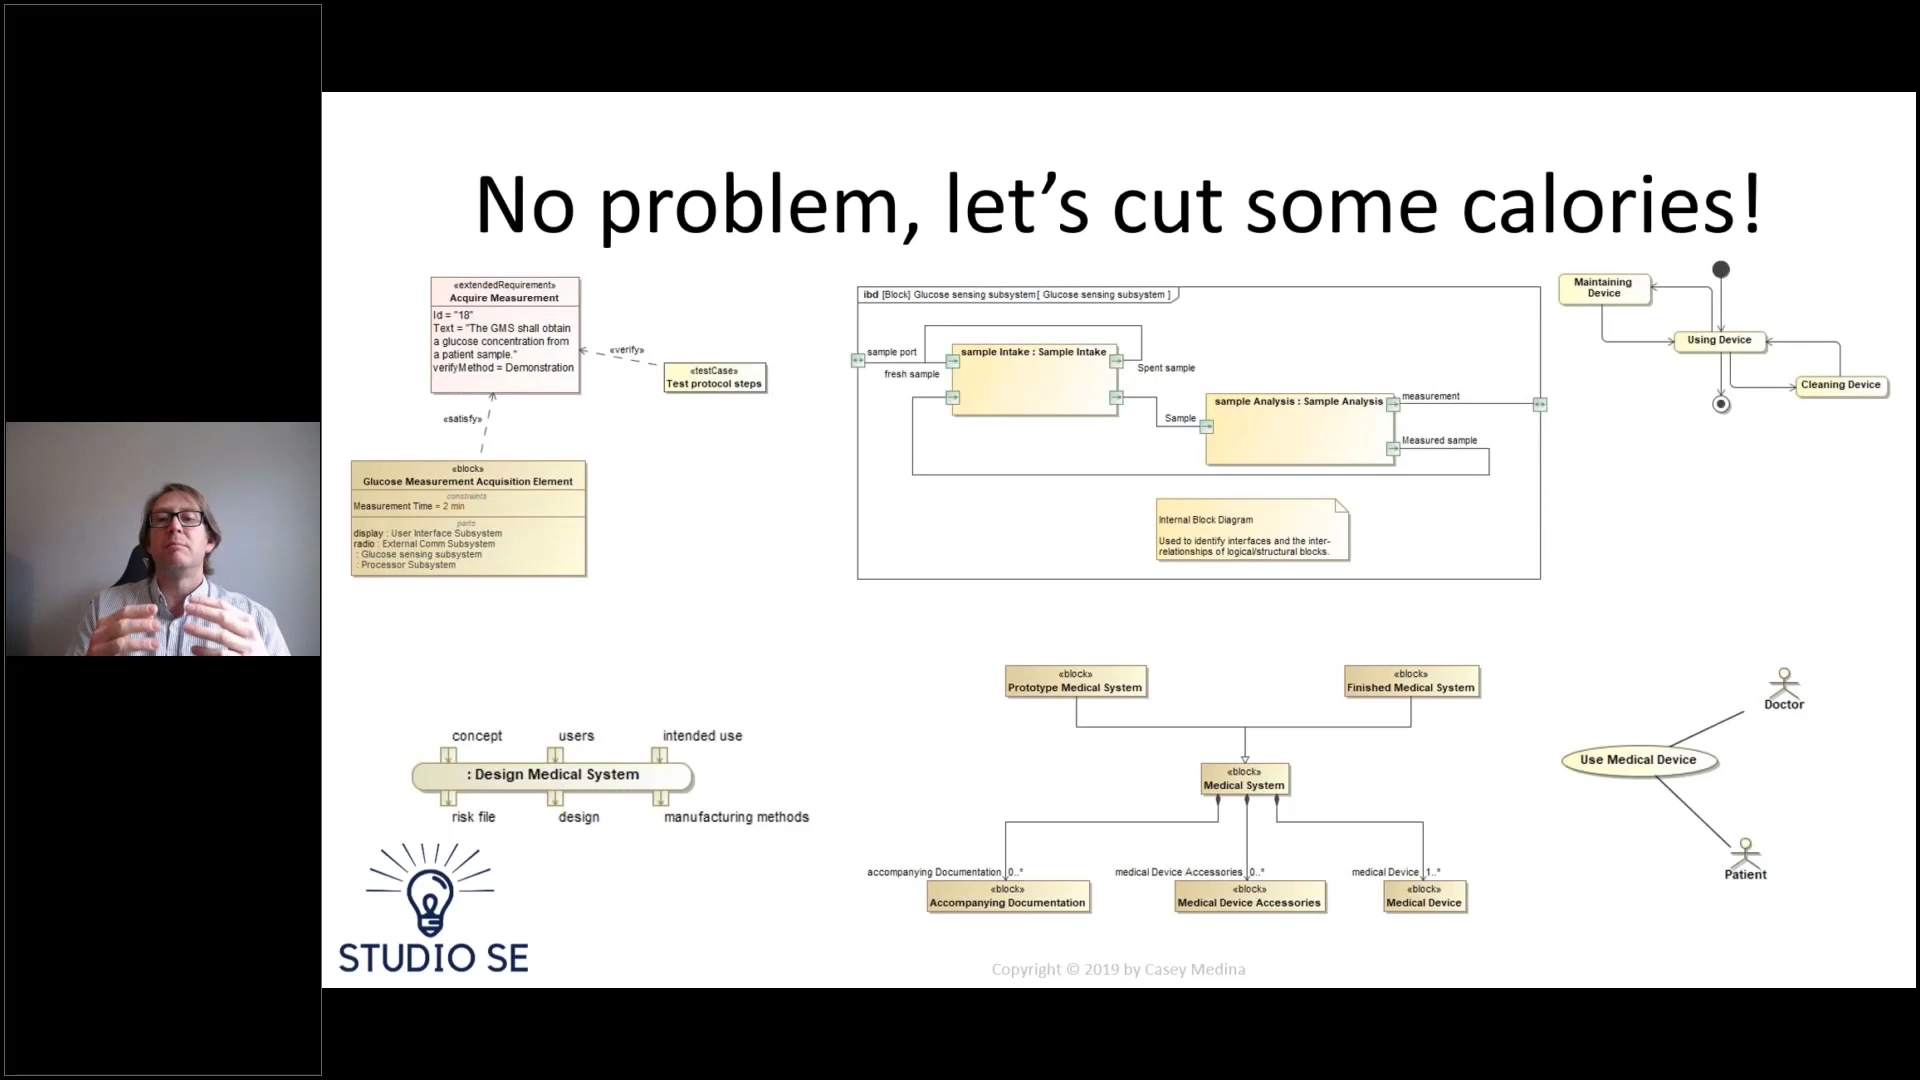 No problem, let’s cut some calories!
«extendedRequirement»
Acquire Measurement
Id = "18"
Text = "The GMS shall obtain
a glucose concentration from
a patient sample."
verifyMethod = Demonstration
«verify»
«testCase»
Test protocol steps
«satisfy»
«block»
Glucose Measurement Acquisition Element
constraints
Measurement Time = 2 min
parts
display : User Interface Subsystem
radio : External Comm Subsystem
: Glucose sensing subsystem
: Processor Subsystem
ibd [Block] Glucose sensing subsystem[ Glucose sensing subsystem ]
sample port
fresh sample
sample Intake : Sample Intake
Spent sample
Sample
sample Analysis : Sample Analysis
measurement
Measured sample
Internal Block Diagram
Used to identify interfaces and the inter-
relationships of logical/structural blocks.
Maintaining
Device
Using Device
Cleaning Device
concept
users
intended use
: Design Medical System
risk file
design
manufacturing methods
«block»
Prototype Medical System
«block»
Finished Medical System
«block»
Medical System
accompanying Documentation 0..*
medical Device Accessories 0..*
medical Device 1..*
«block»
Accompanying Documentation
«block»
Medical Device Accessories
«block»
Medical Device
Doctor
Use Medical Device
Patient
STUDIO SE
Copyright © 2019 by Casey Medina